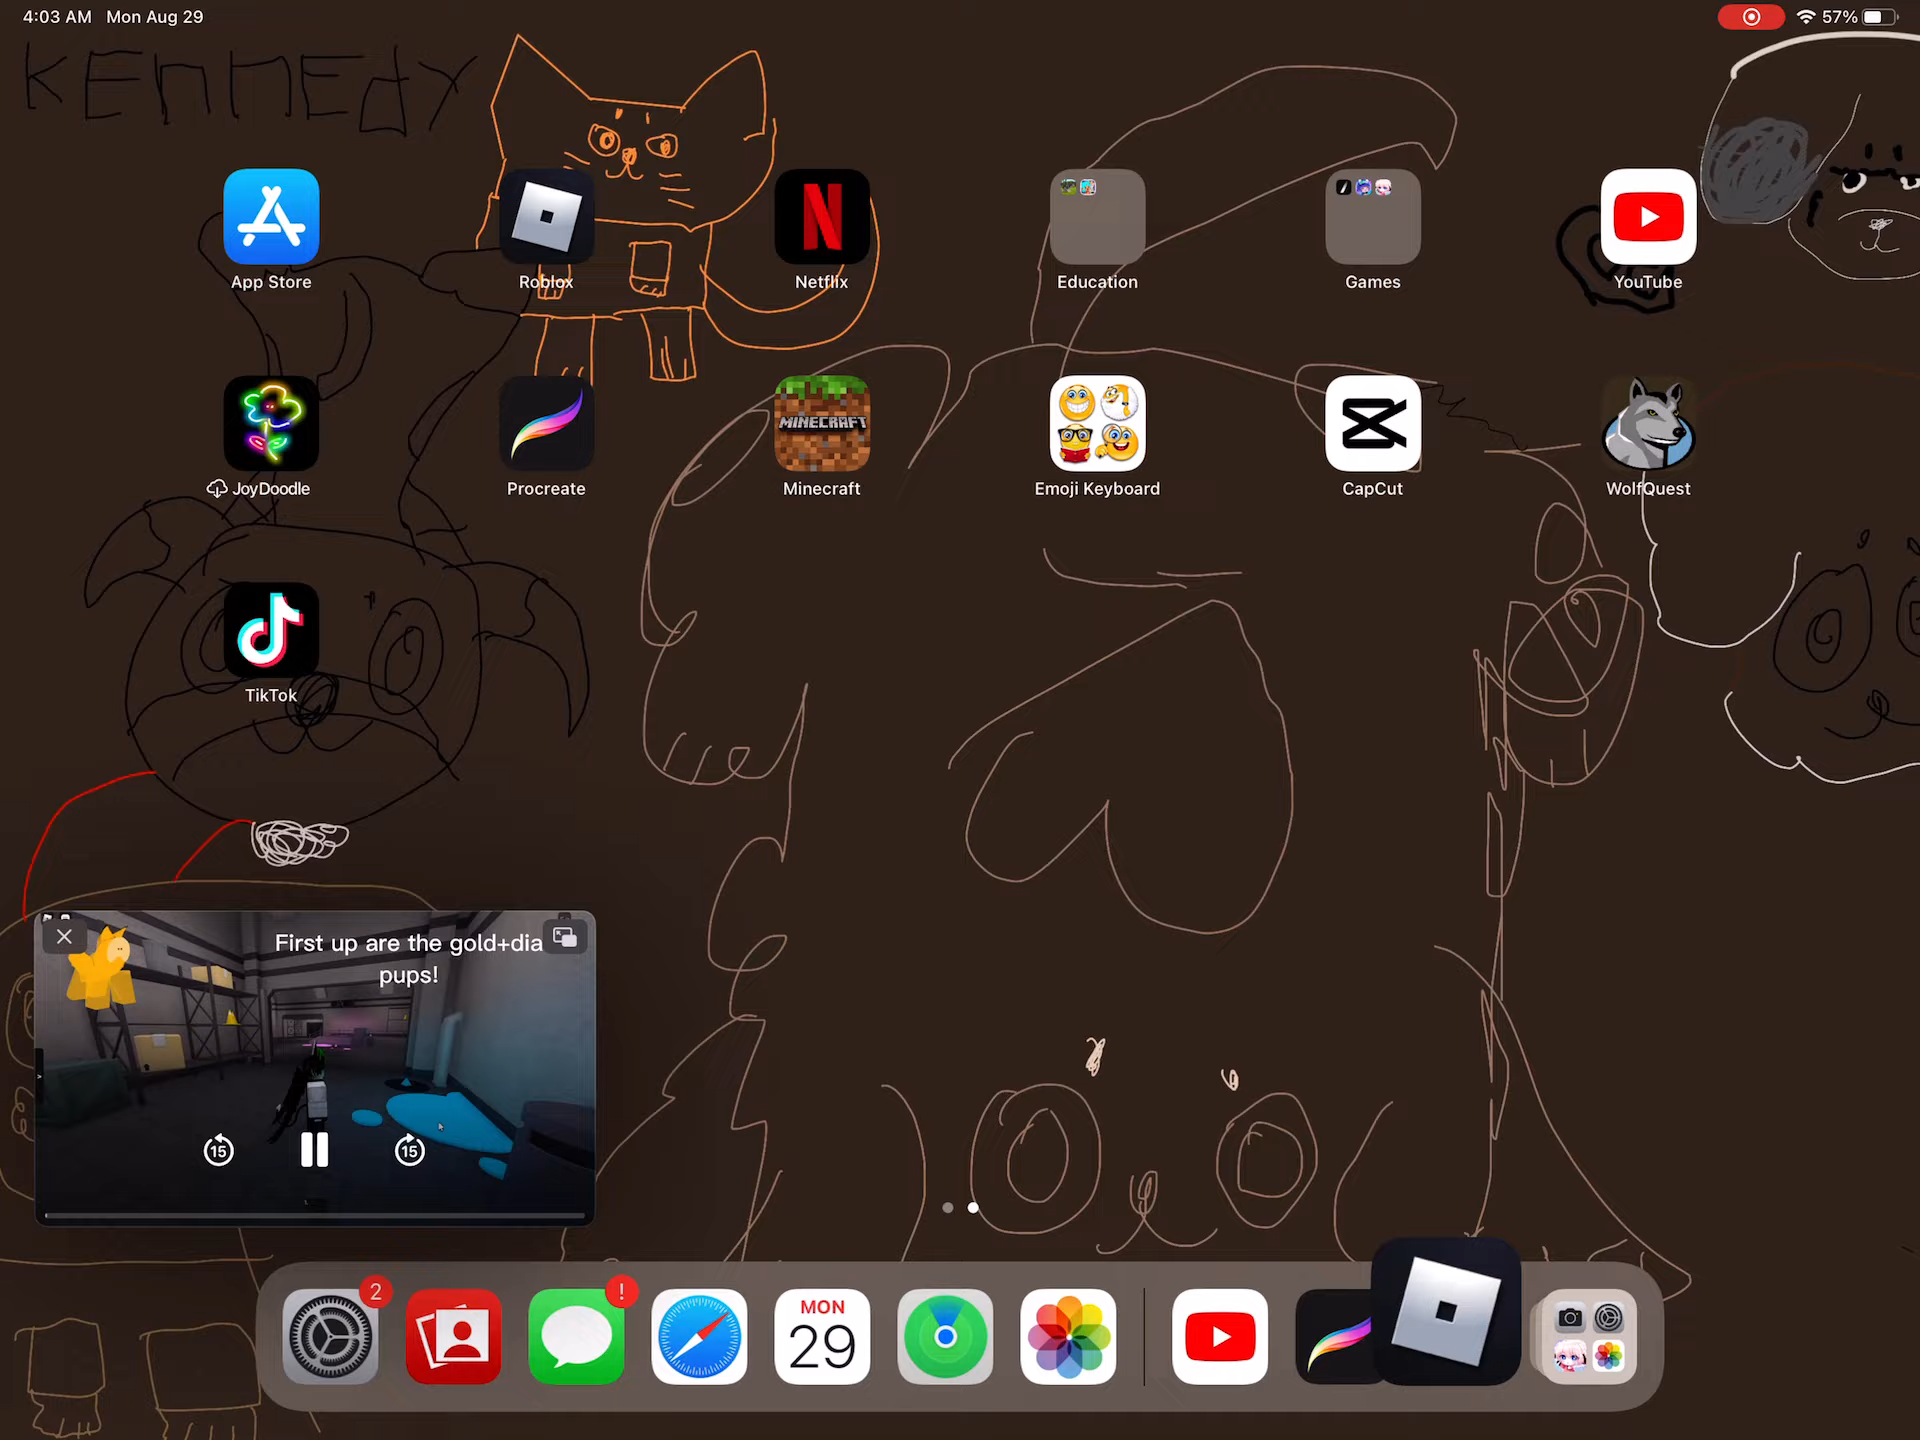 4:03 AM Mon Aug 29
57%
KEnnEdy
App Store
Roblox
Netflix
Education
Games
YouTube
MINECRAFT
JoyDoodle
Procreate
Minecraft
Emoji Keyboard
CapCut
WolfQuest
TikTok
First up are the gold+dia
pups!
15
15
2
!
MON
29